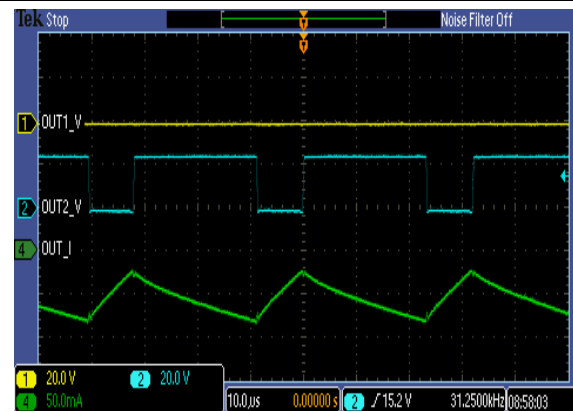 Tek Stop Noise Filter Off
1 OUT1_V
2 OUT2_V
4 OUT_I
1 20.0 V 2 20.0 V
4 50.0mA 10.0µs 0.00000 s 2 15.2 V 31.2500kHz 08:58:03